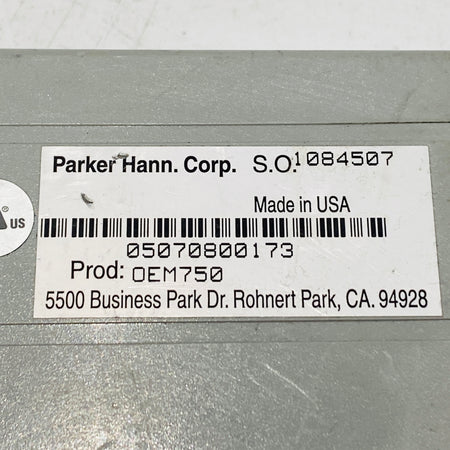 Parker Hann. Corp. S.O. 1084507
Made in USA
US
05070800173
Prod: OEM750
5500 Business Park Dr. Rohnert Park, CA. 94928